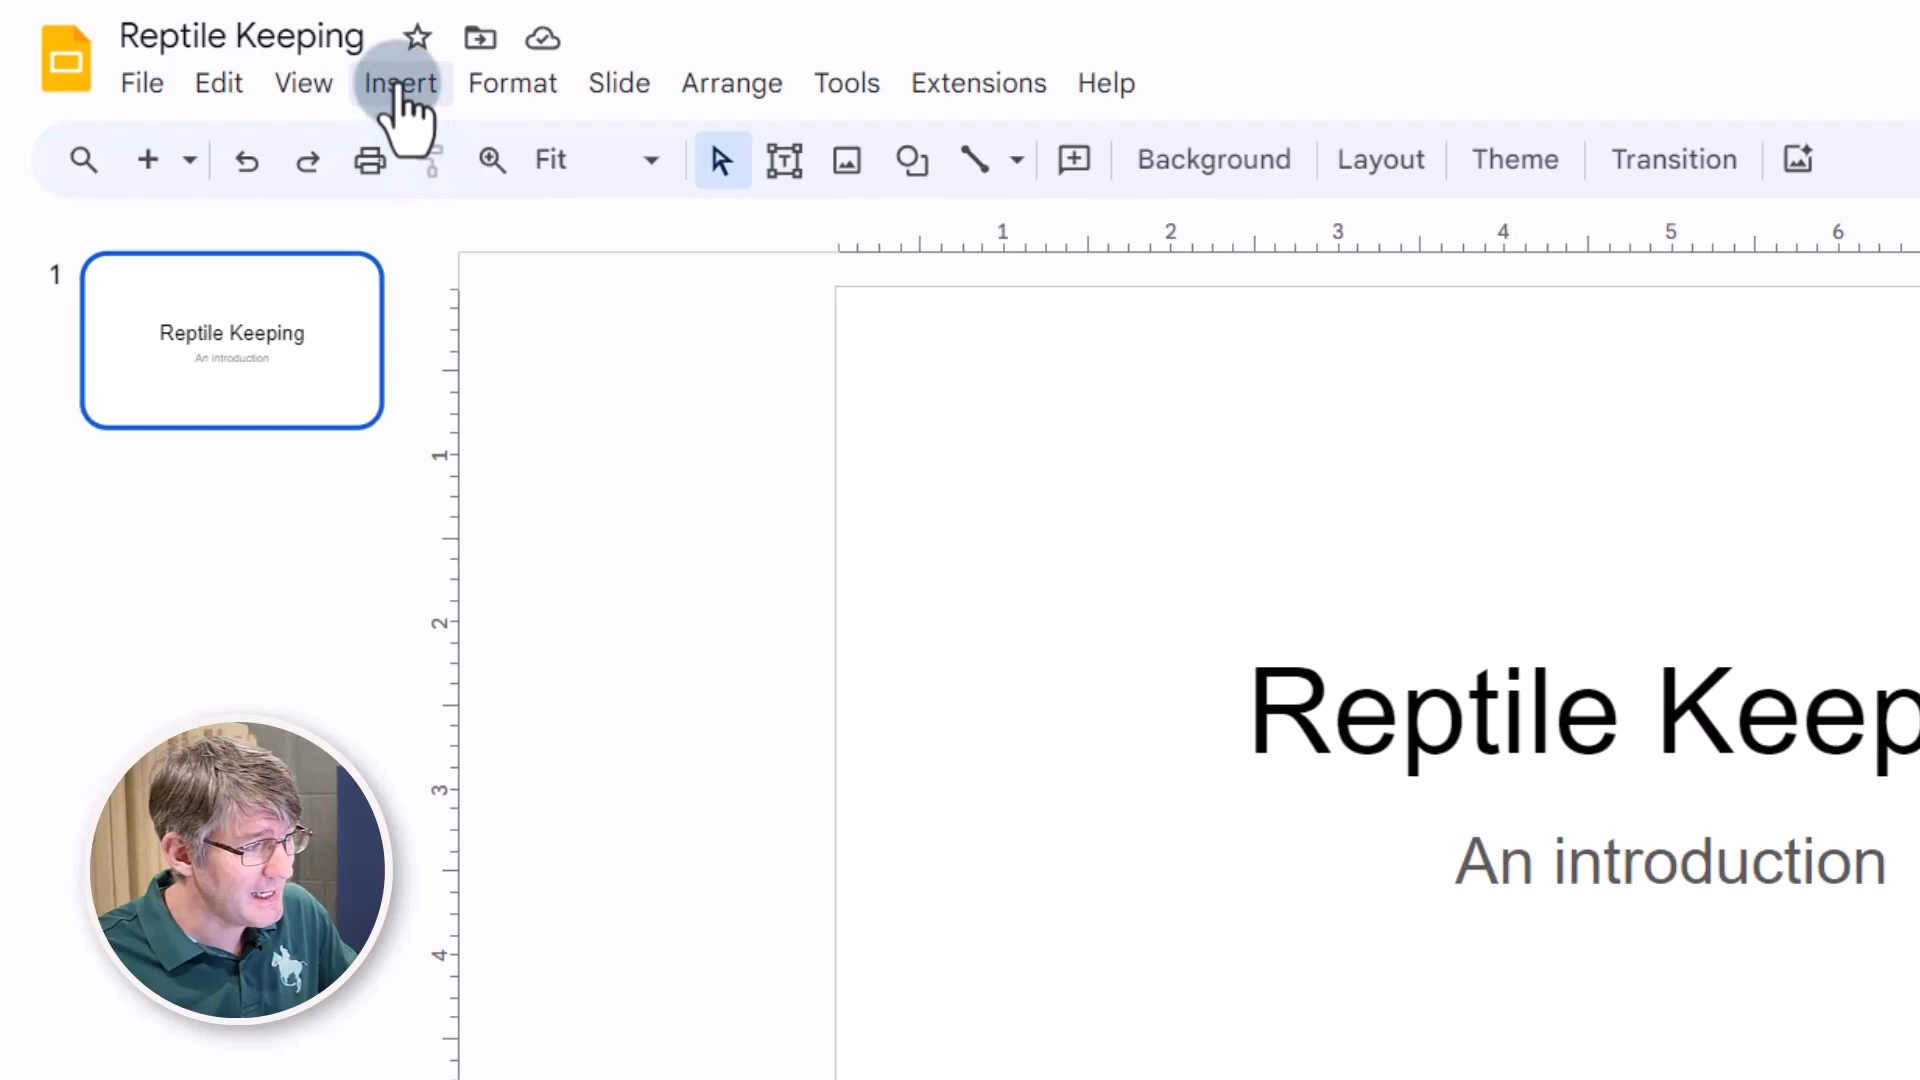 Reptile Keeping
File Edit View Insert Format Slide Arrange Tools Extensions Help
Fit Background Layout Theme Transition
1 2 3 4 5 6
1
Reptile Keeping
An introduction
1
2
3
4
Reptile Keep
An introduction